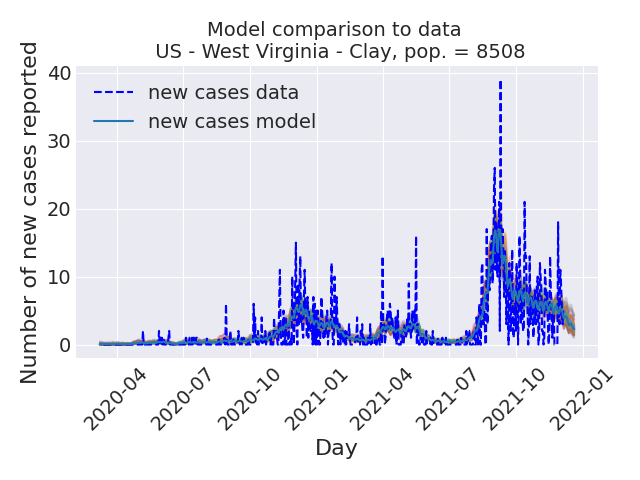 Model comparison to data
US - West Virginia - Clay, pop. = 8508
Number of new cases reported
40
30
20
10
0
new cases data
new cases model
2020-04
2020-07
2020-10
2021-01
2021-04
2021-07
2021-10
2022-01
Day